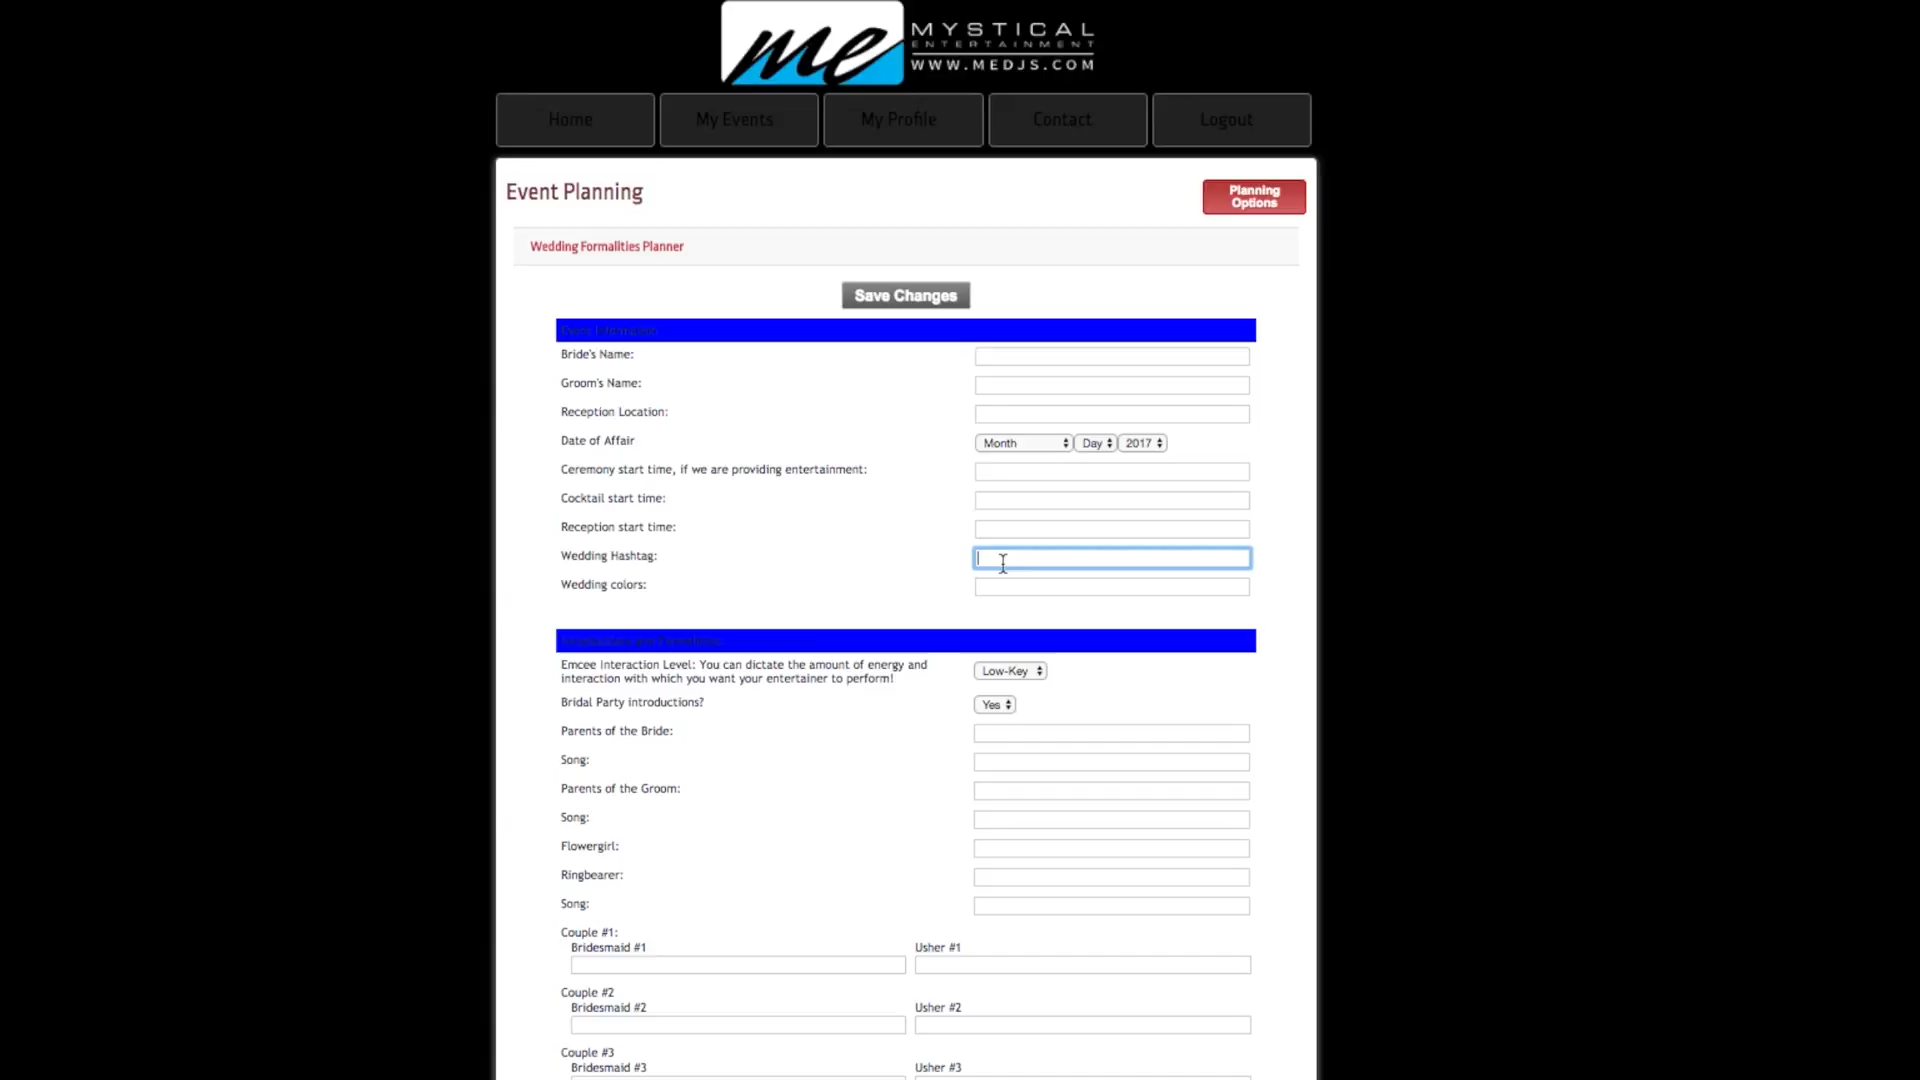 me MYSTICAL
ENTERTAINMENT
WWW.MEDJS.COM
Home My Events My Profile Contact Logout
Event Planning
Planning
Options
Wedding Formalities Planner
Save Changes
Event Information
Bride's Name:
Groom's Name:
Reception Location:
Date of Affair Month Day 2017
Ceremony start time, if we are providing entertainment:
Cocktail start time:
Reception start time:
Wedding Hashtag:
Wedding colors:
Emcee Interaction Level: You can dictate the amount of energy and
interaction with which you want your entertainer to perform! Low-Key
Bridal Party introductions? Yes
Parents of the Bride:
Song:
Parents of the Groom:
Song:
Flowergirl:
Ringbearer:
Song:
Couple #1:
Bridesmaid #1 Usher #1
Couple #2
Bridesmaid #2 Usher #2
Couple #3
Bridesmaid #3 Usher #3